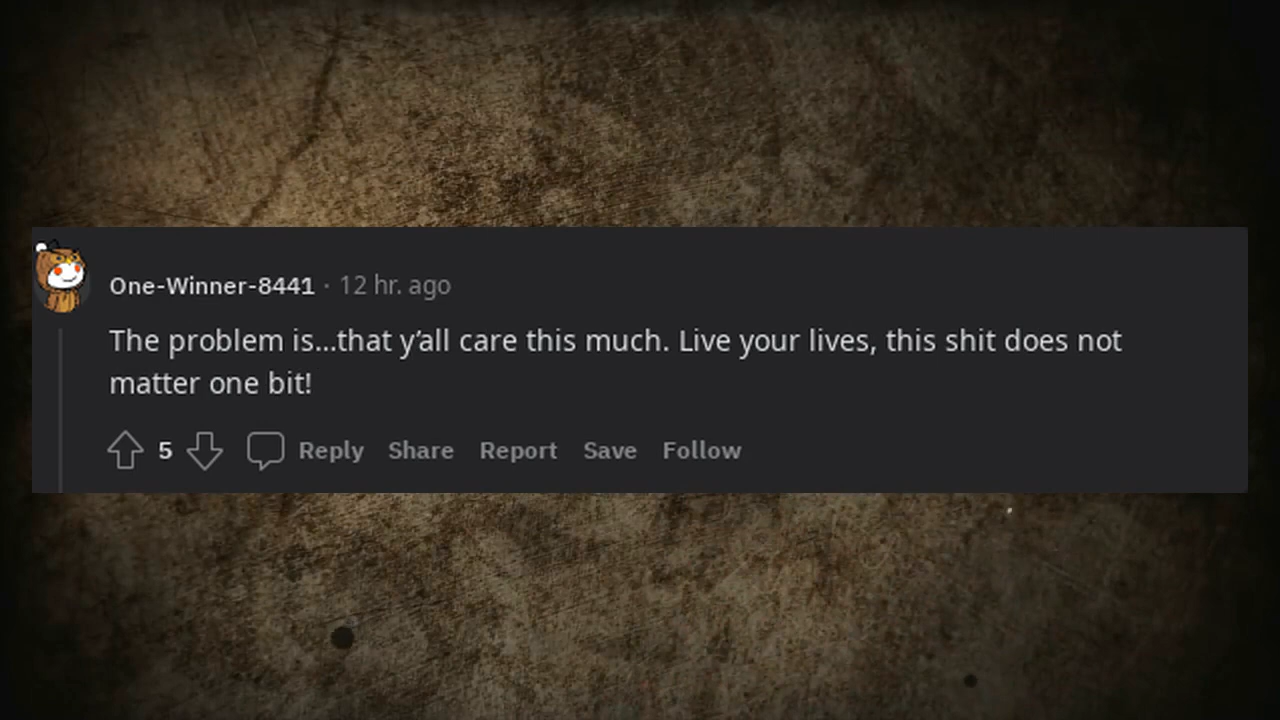 One-Winner-8441 · 12 hr. ago
The problem is...that y’all care this much. Live your lives, this shit does not
matter one bit!
5 Reply Share Report Save Follow